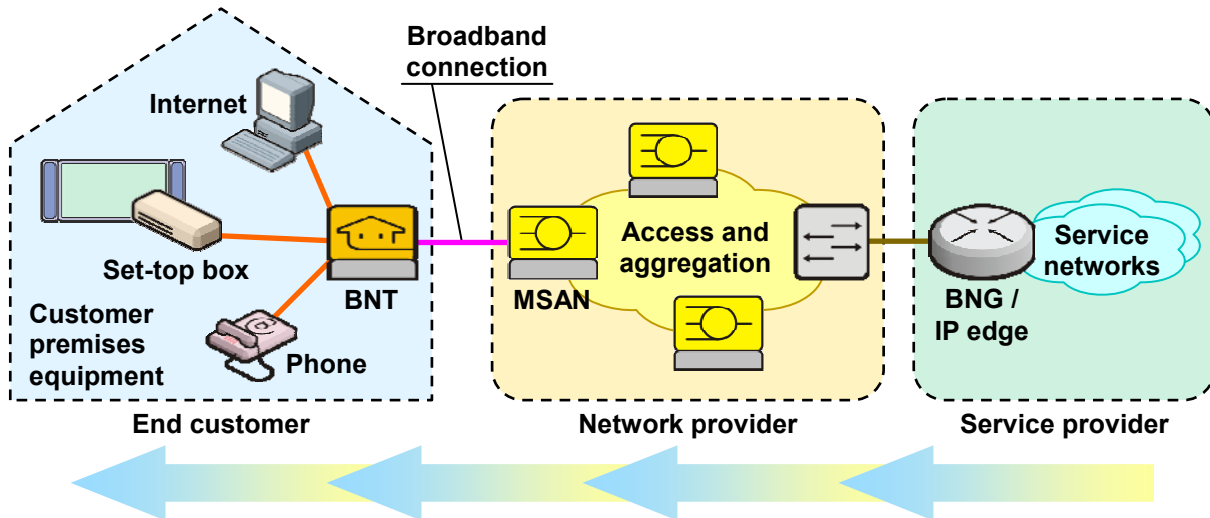 Broadband
connection
Internet
Set-top box
BNT
MSAN
Access and
aggregation
Service
networks
BNG /
IP edge
Customer
premises
equipment
Phone
End customer
Network provider
Service provider